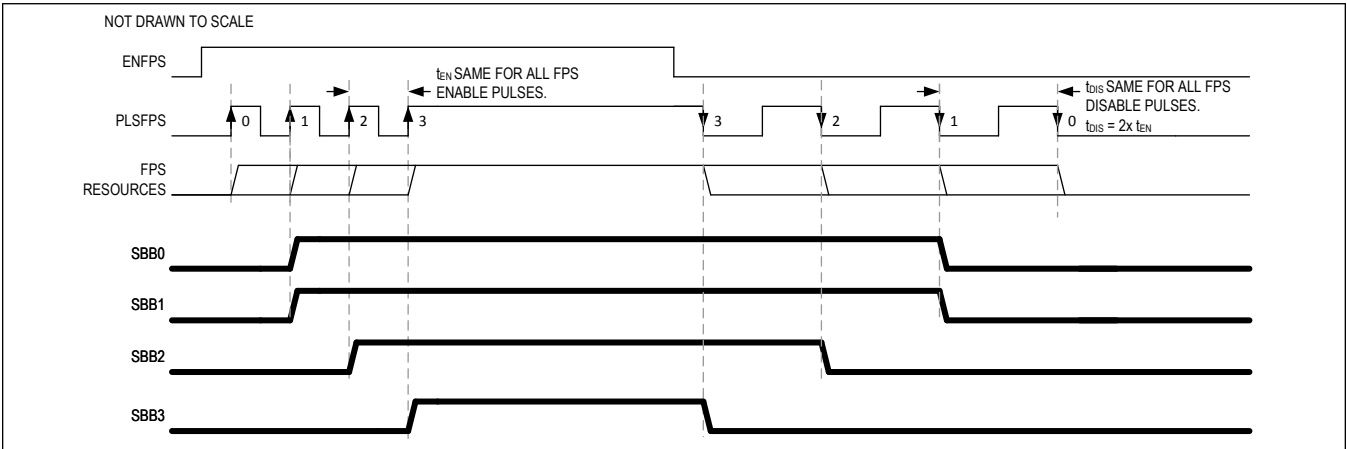 NOT DRAWN TO SCALE
ENFPS
tEN SAME FOR ALL FPS
ENABLE PULSES.
tDIS SAME FOR ALL FPS
DISABLE PULSES.
tDIS = 2x tEN
PLSFPS
0 1 2 3 3 2 1 0
FPS
RESOURCES
SBB0
SBB1
SBB2
SBB3